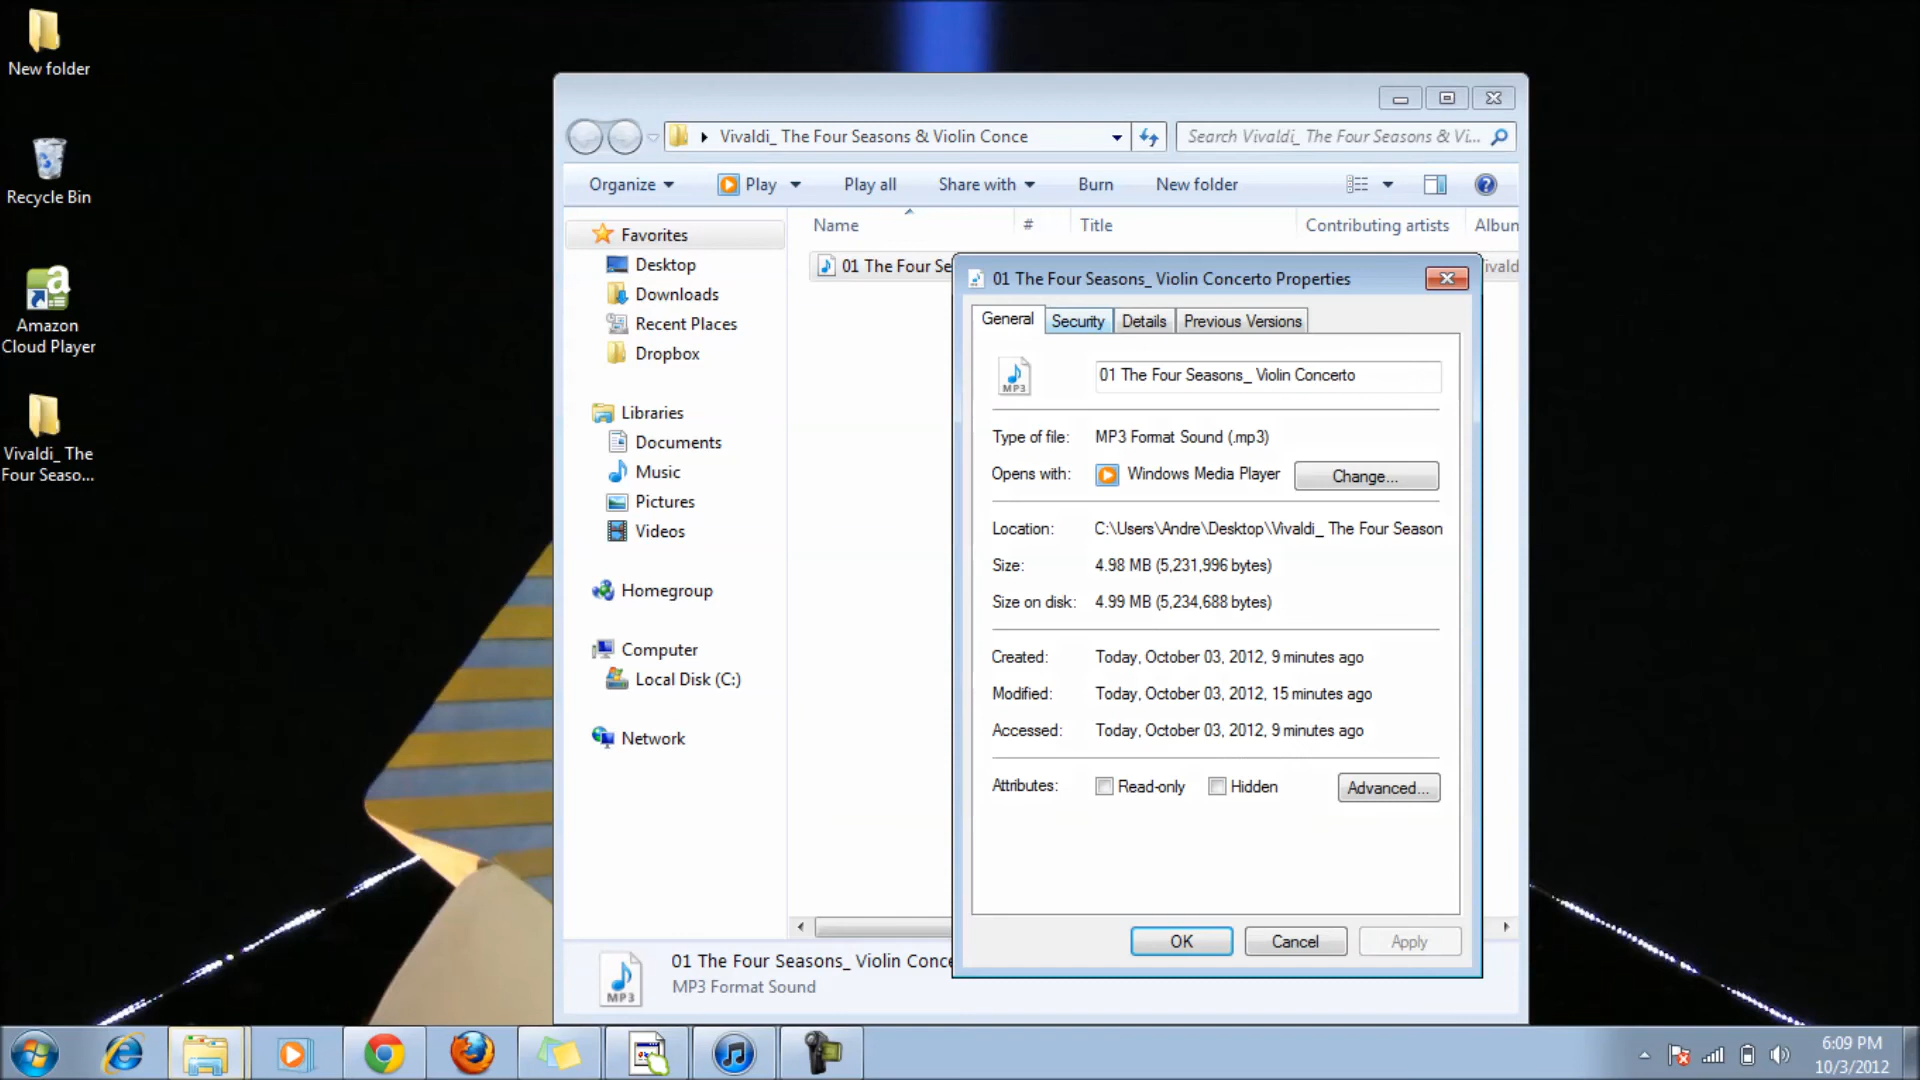 New folder
Recycle Bin
Amazon
Cloud Player
Vivaldi_ The
Four Seaso...
Vivaldi_ The Four Seasons & Violin Conce
Search Vivaldi_ The Four Seasons & Vi...
Organize
Play
Play all
Share with
Burn
New folder
Name
#
Title
Contributing artists
Album
Favorites
Desktop
Downloads
Recent Places
Dropbox
Libraries
Documents
Music
Pictures
Videos
Homegroup
Computer
Local Disk (C:)
Network
01 The Four Se
ivald
01 The Four Seasons_ Violin Concerto Properties
General
Security
Details
Previous Versions
MP3
01 The Four Seasons_ Violin Concerto
Type of file: MP3 Format Sound (.mp3)
Opens with: Windows Media Player
Change...
Location: C:\Users\Andre\Desktop\Vivaldi_ The Four Season
Size: 4.98 MB (5,231,996 bytes)
Size on disk: 4.99 MB (5,234,688 bytes)
Created: Today, October 03, 2012, 9 minutes ago
Modified: Today, October 03, 2012, 15 minutes ago
Accessed: Today, October 03, 2012, 9 minutes ago
Attributes: Read-only Hidden
Advanced...
OK
Cancel
Apply
MP3
01 The Four Seasons_ Violin Conce
MP3 Format Sound
6:09 PM
10/3/2012